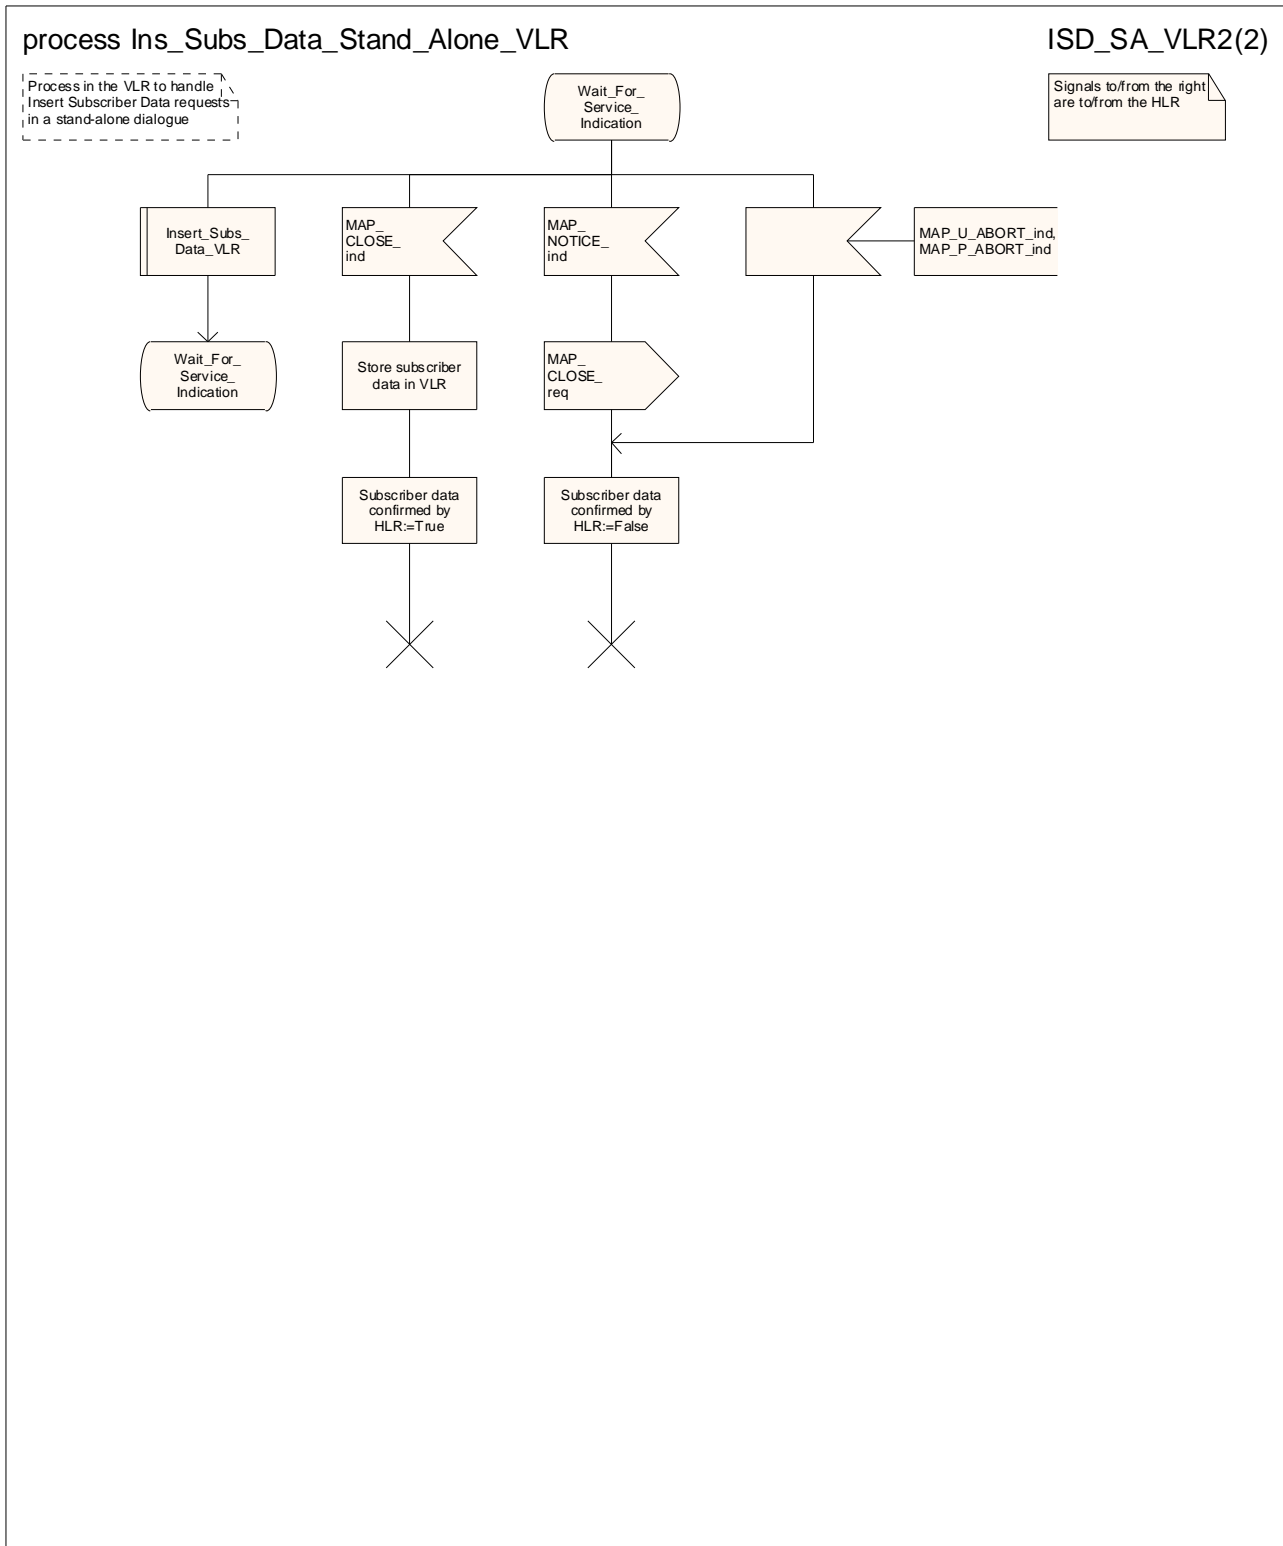 process Ins_Subs_Data_Stand_Alone_VLR
ISD_SA_VLR2(2)
Process in the VLR to handle
Insert Subscriber Data requests
in a stand-alone dialogue
Wait_For_
Service_
Indication
Signals to/from the right
are to/from the HLR
Insert_Subs_
Data_VLR
MAP_
CLOSE_
ind
MAP_
NOTICE_
ind
MAP_U_ABORT_ind,
MAP_P_ABORT_ind
Wait_For_
Service_
Indication
Store subscriber
data in VLR
MAP_
CLOSE_
req
Subscriber data
confirmed by
HLR:=True
Subscriber data
confirmed by
HLR:=False